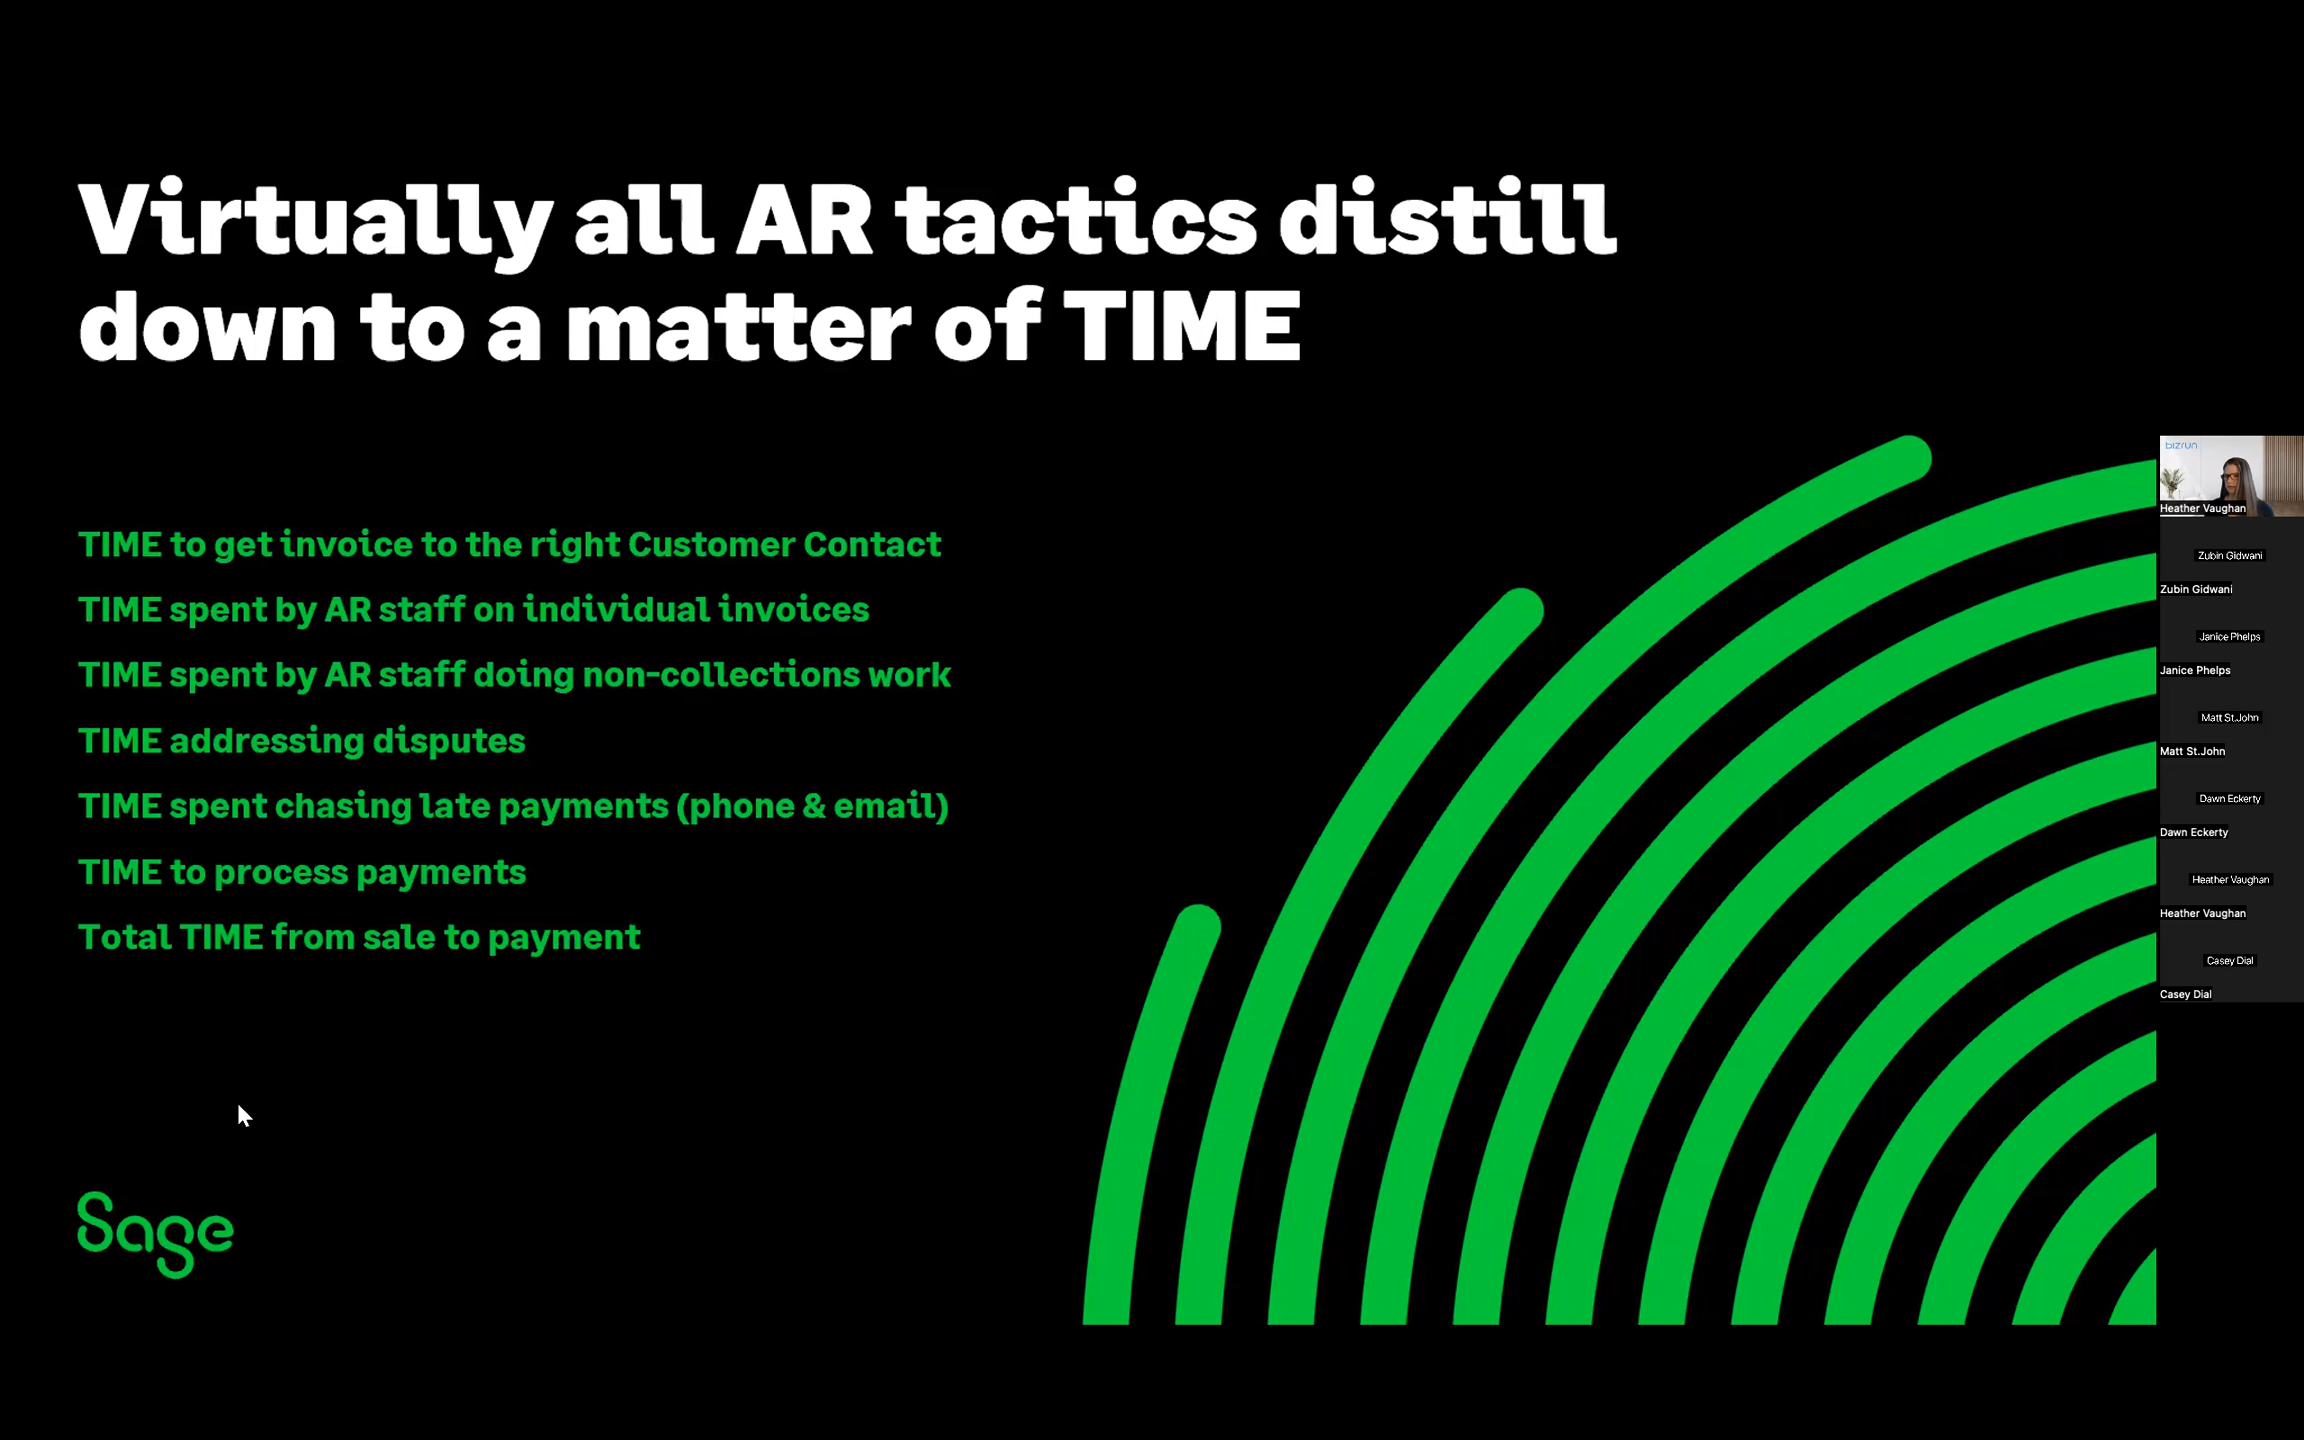 Virtually all AR tactics distill
down to a matter of TIME
TIME to get invoice to the right Customer Contact
TIME spent by AR staff on individual invoices
TIME spent by AR staff doing non-collections work
TIME addressing disputes
TIME spent chasing late payments (phone & email)
TIME to process payments
Total TIME from sale to payment
Sage
bizrun
Heather Vaughan
Zubin Gidwani
Zubin Gidwani
Janice Phelps
Janice Phelps
Matt St.John
Matt St.John
Dawn Eckerty
Dawn Eckerty
Heather Vaughan
Heather Vaughan
Casey Dial
Casey Dial